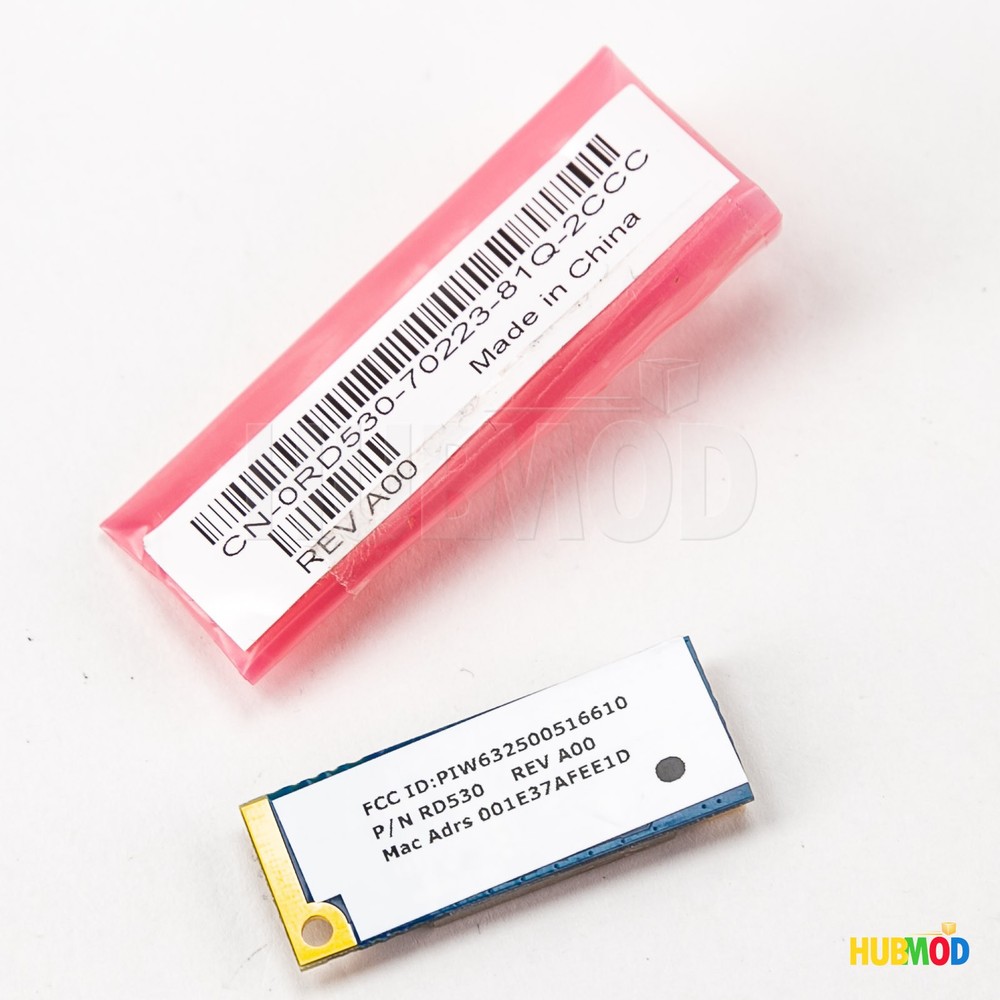 CN-0RD530-70223-81Q-2CCC
Made in China
REV A00
HUBMOD
FCC ID:PIW632500516610
P/N RD530 REV A00
Mac Adrs 001E37AFEE1D
HUBMOD